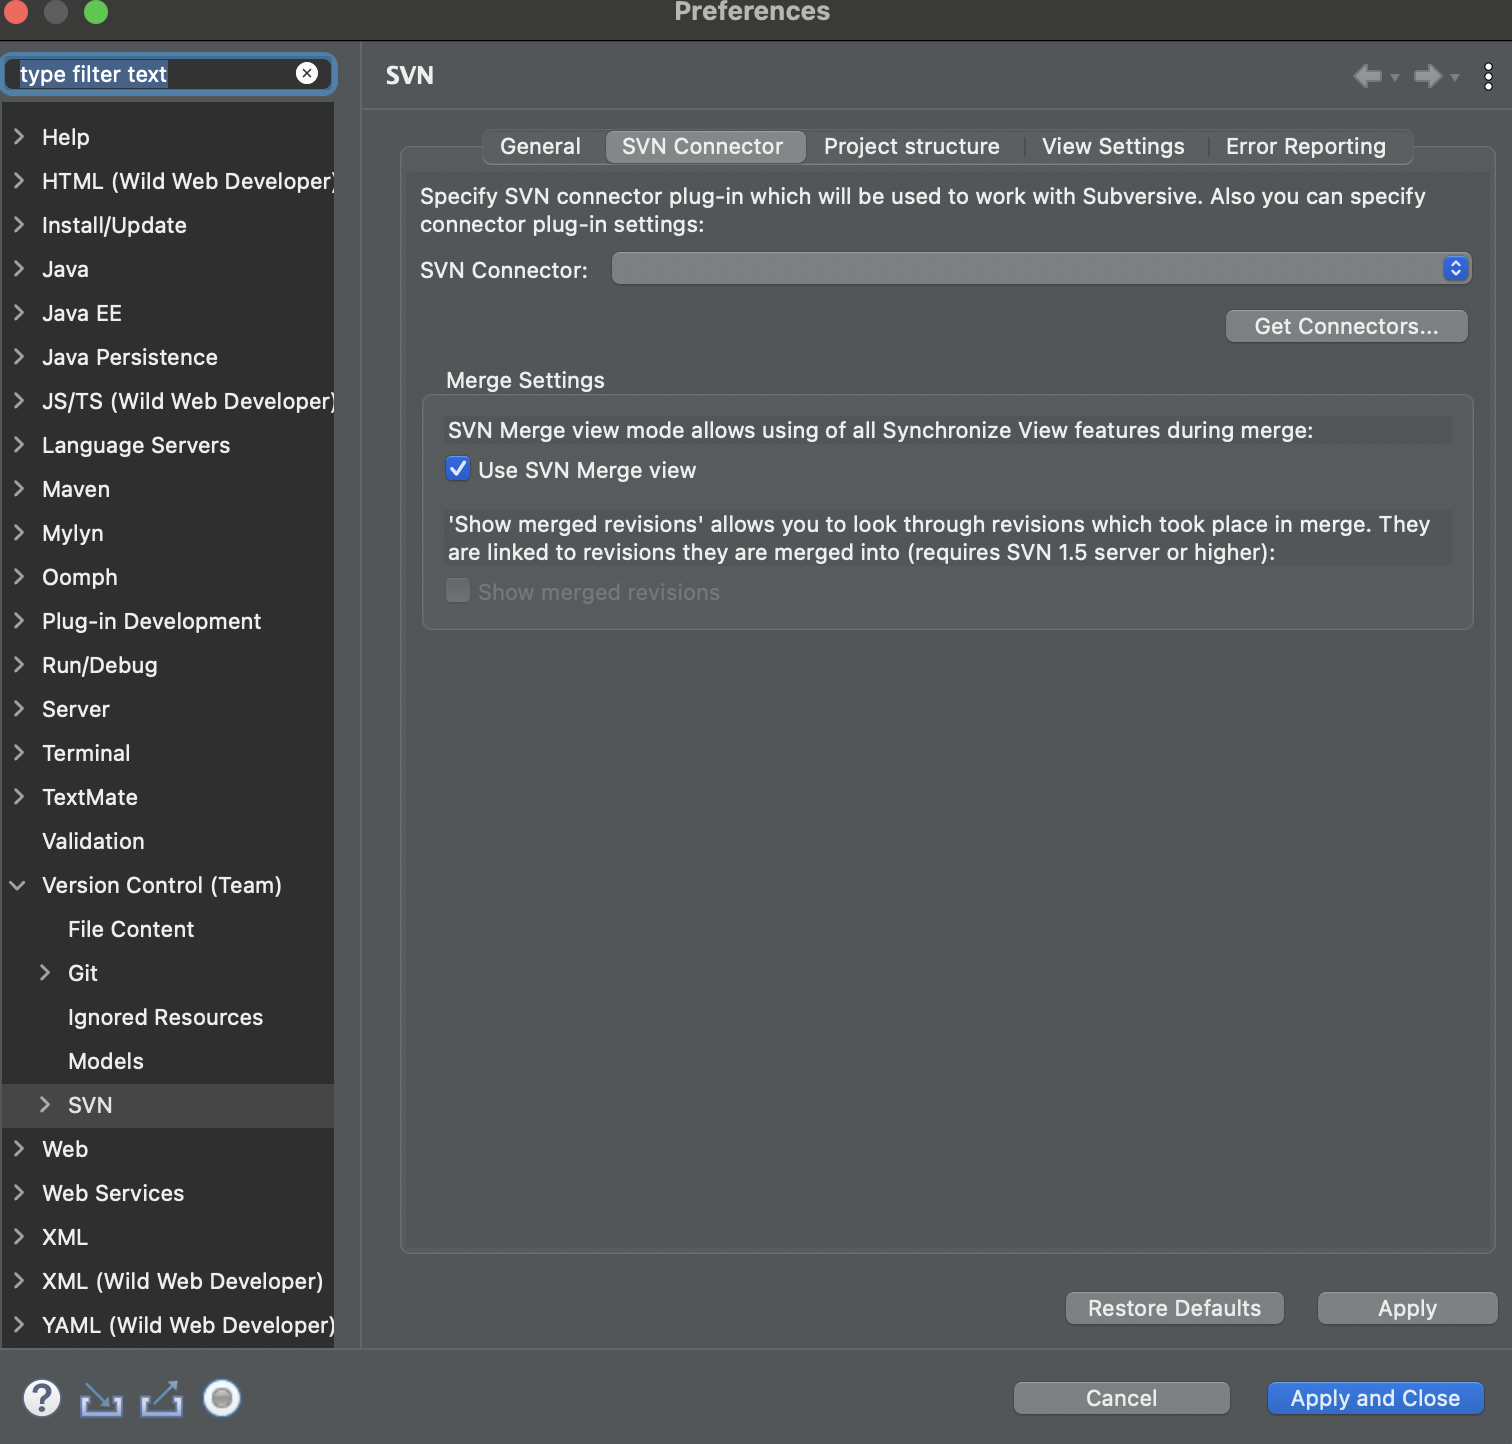 Preferences
type filter text
Help
HTML (Wild Web Developer)
Install/Update
Java
Java EE
Java Persistence
JS/TS (Wild Web Developer)
Language Servers
Maven
Mylyn
Oomph
Plug-in Development
Run/Debug
Server
Terminal
TextMate
Validation
Version Control (Team)
File Content
Git
Ignored Resources
Models
SVN
Web
Web Services
XML
XML (Wild Web Developer)
YAML (Wild Web Developer)
SVN
General SVN Connector Project structure View Settings Error Reporting
Specify SVN connector plug-in which will be used to work with Subversive. Also you can specify
connector plug-in settings:
SVN Connector:
Get Connectors...
Merge Settings
SVN Merge view mode allows using of all Synchronize View features during merge:
Use SVN Merge view
'Show merged revisions' allows you to look through revisions which took place in merge. They
are linked to revisions they are merged into (requires SVN 1.5 server or higher):
Show merged revisions
Restore Defaults Apply
Cancel Apply and Close